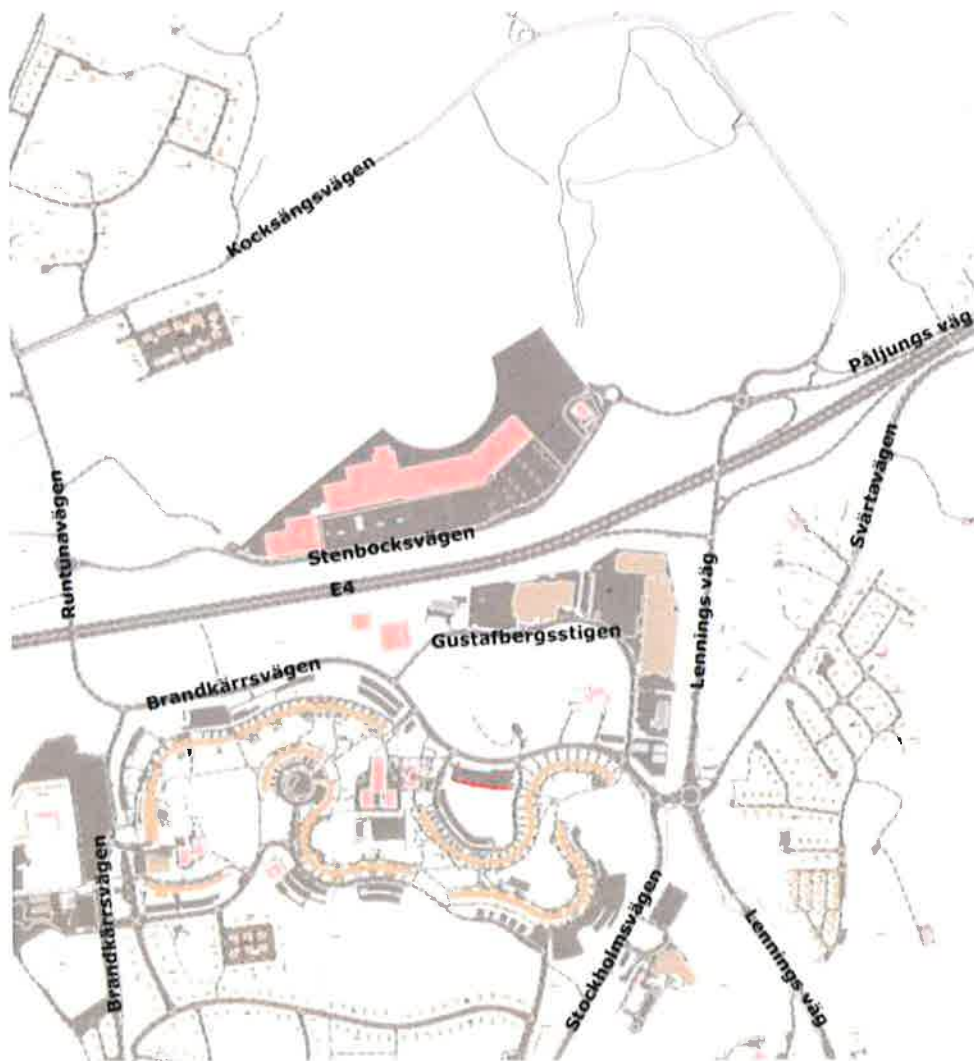 Kocksängsvägen
Påljungs väg
Runtunavägen
Svärtavägen
Stenbocksvägen
E4
Lennings väg
Gustafbergsstigen
Brandkärrsvägen
Brandkärrsvägen
Stockholmsvägen
Lennings väg